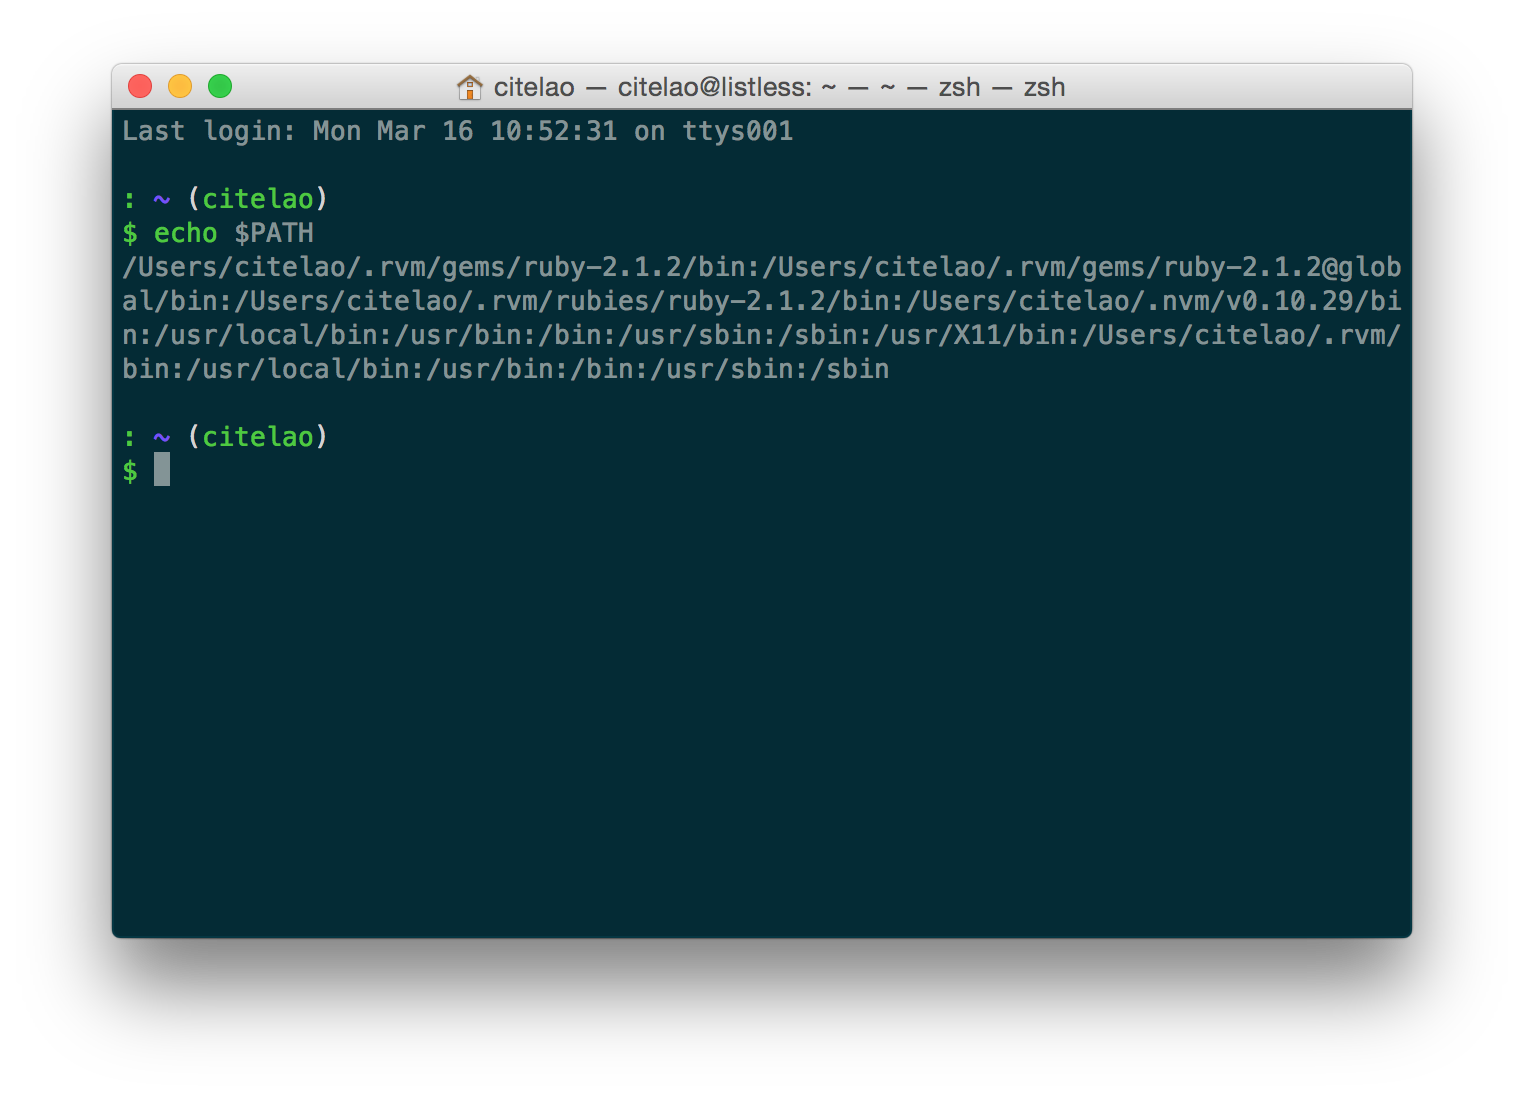 citelao — citelao@listless: ~ — ~ — zsh — zsh
Last login: Mon Mar 16 10:52:31 on ttys001
: ~ (citelao)
$ echo $PATH
/Users/citelao/.rvm/gems/ruby-2.1.2/bin:/Users/citelao/.rvm/gems/ruby-2.1.2@glob
al/bin:/Users/citelao/.rvm/rubies/ruby-2.1.2/bin:/Users/citelao/.nvm/v0.10.29/bi
n:/usr/local/bin:/usr/bin:/bin:/usr/sbin:/sbin:/usr/X11/bin:/Users/citelao/.rvm/
bin:/usr/local/bin:/usr/bin:/bin:/usr/sbin:/sbin
: ~ (citelao)
$